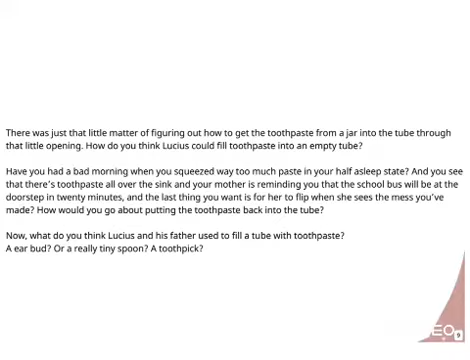 There was just that little matter of figuring out how to get the toothpaste from a jar into the tube through
that little opening. How do you think Lucius could fill toothpaste into an empty tube?
Have you had a bad morning when you squeezed way too much paste in your half asleep state? And you see
that there's toothpaste all over the sink and your mother is reminding you that the school bus will be at the
doorstep in twenty minutes, and the last thing you want is for her to flip when she sees the mess you've
made? How would you go about putting the toothpaste back into the tube?
Now, what do you think Lucius and his father used to fill a tube with toothpaste?
A ear bud? Or a really tiny spoon? A toothpick?
9